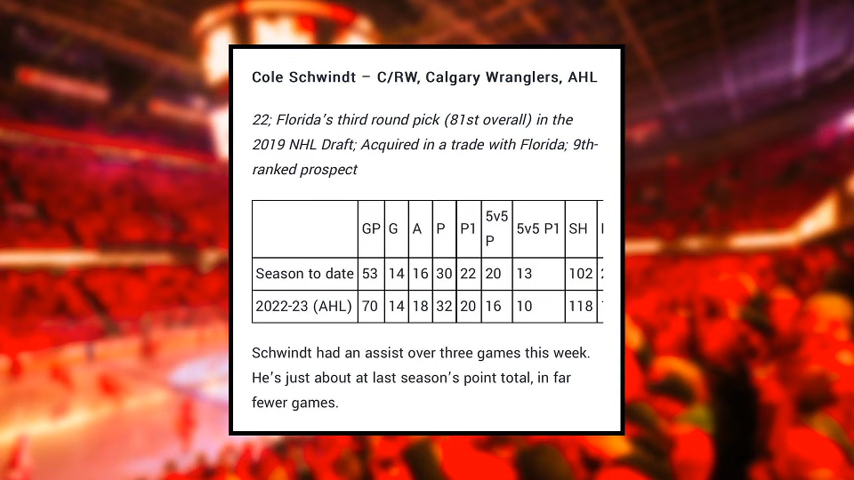 Cole Schwindt – C/RW, Calgary Wranglers, AHL
22; Florida’s third round pick (81st overall) in the
2019 NHL Draft; Acquired in a trade with Florida; 9th-
ranked prospect
GP G A P P1 5v5 P 5v5 P1 SH
Season to date 53 14 16 30 22 20 13 102
2022-23 (AHL) 70 14 18 32 20 16 10 118
Schwindt had an assist over three games this week.
He’s just about at last season’s point total, in far
fewer games.